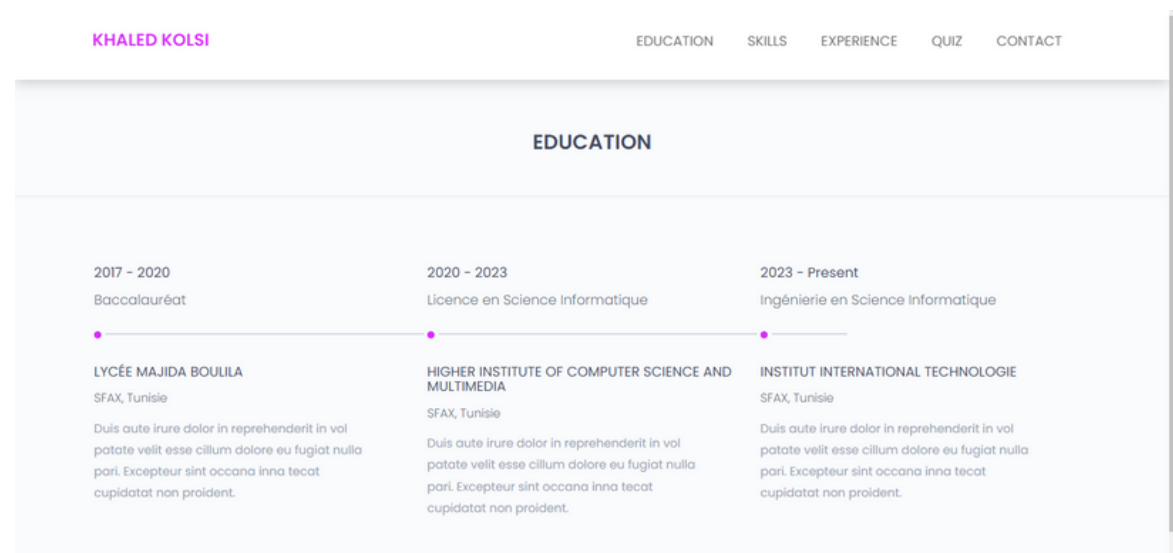 KHALED KOLSI
EDUCATION SKILLS EXPERIENCE QUIZ CONTACT
EDUCATION
2017 - 2020
Baccalauréat
LYCÉE MAJIDA BOULILA
SFAX, Tunisie
Duis aute irure dolor in reprehenderit in vol
patate velit esse cillum dolore eu fugiat nulla
pari. Excepteur sint occana inna tecat
cupidatat non proident.
2020 - 2023
Licence en Science Informatique
HIGHER INSTITUTE OF COMPUTER SCIENCE AND
MULTIMEDIA
SFAX, Tunisie
Duis aute irure dolor in reprehenderit in vol
patate velit esse cillum dolore eu fugiat nulla
pari. Excepteur sint occana inna tecat
cupidatat non proident.
2023 - Present
Ingénierie en Science Informatique
INSTITUT INTERNATIONAL TECHNOLOGIE
SFAX, Tunisie
Duis aute irure dolor in reprehenderit in vol
patate velit esse cillum dolore eu fugiat nulla
pari. Excepteur sint occana inna tecat
cupidatat non proident.